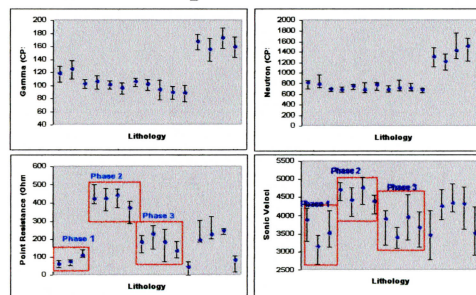 Gamma (CP:
180
160
140
120
100
80
60
40
Lithology
Neutron (CP:
2000
1800
1600
1400
1200
1000
800
600
400
200
0
Lithology
Point Resistance (Ohm
600
500
400
300
200
100
0
Phase 1
Phase 2
Phase 3
Lithology
Sonic Veloci
5500
5000
4500
4000
3500
3000
2500
Phase 1
Phase 2
Phase 3
Lithology